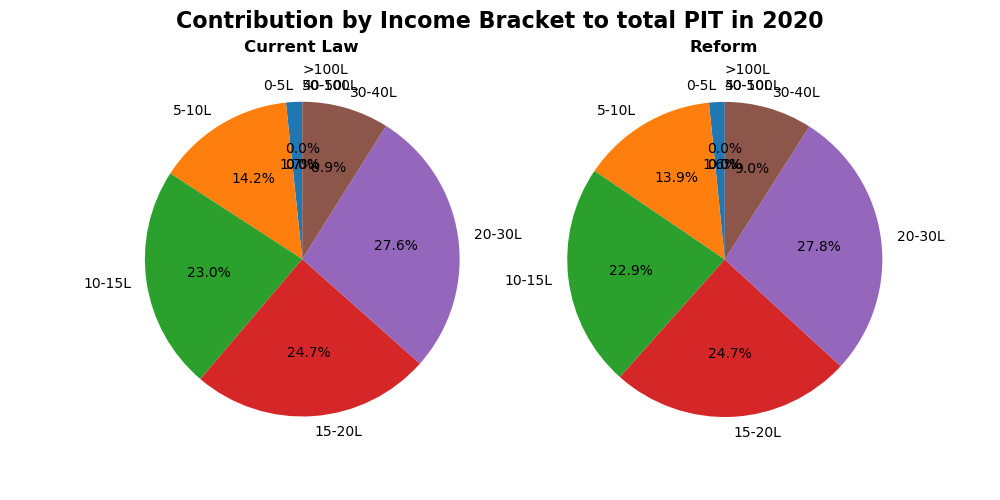 Contribution by Income Bracket to total PIT in 2020
Current Law
>100L
0-5L
30-40L
5-10L
0.0%
8.9%
14.2%
27.6%
20-30L
23.0%
10-15L
24.7%
15-20L
Reform
>100L
0-5L
30-40L
5-10L
0.0%
9.0%
13.9%
27.8%
20-30L
22.9%
10-15L
24.7%
15-20L